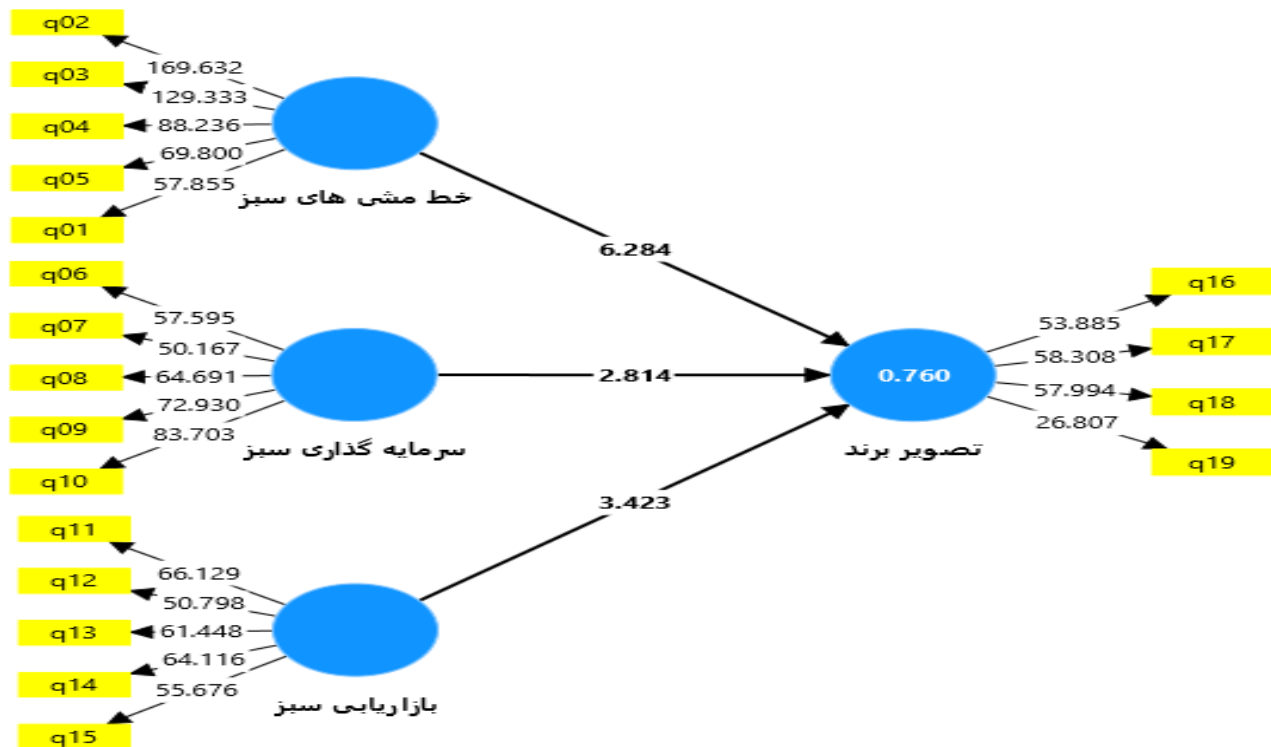 q02
q03
q04
q05
q01
169.632
129.333
88.236
69.800
57.855
خط مشی های سبز
6.284
q06
q07
q08
q09
q10
57.595
50.167
64.691
72.930
83.703
سرمایه گذاری سبز
2.814
q11
q12
q13
q14
q15
66.129
50.798
61.448
64.116
55.676
بازاریابی سبز
3.423
0.760
تصویر برند
53.885
58.308
57.994
26.807
q16
q17
q18
q19